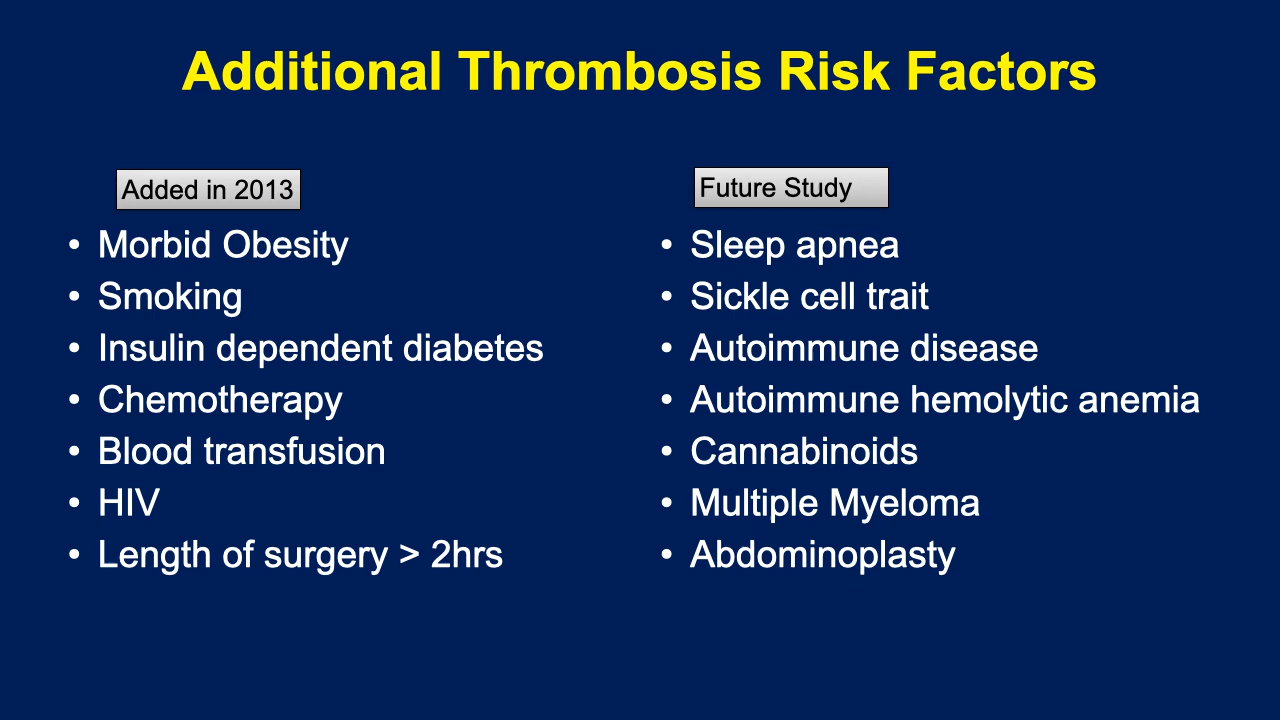 Additional Thrombosis Risk Factors
Added in 2013
• Morbid Obesity
• Smoking
• Insulin dependent diabetes
• Chemotherapy
• Blood transfusion
• HIV
• Length of surgery > 2hrs
Future Study
• Sleep apnea
• Sickle cell trait
• Autoimmune disease
• Autoimmune hemolytic anemia
• Cannabinoids
• Multiple Myeloma
• Abdominoplasty